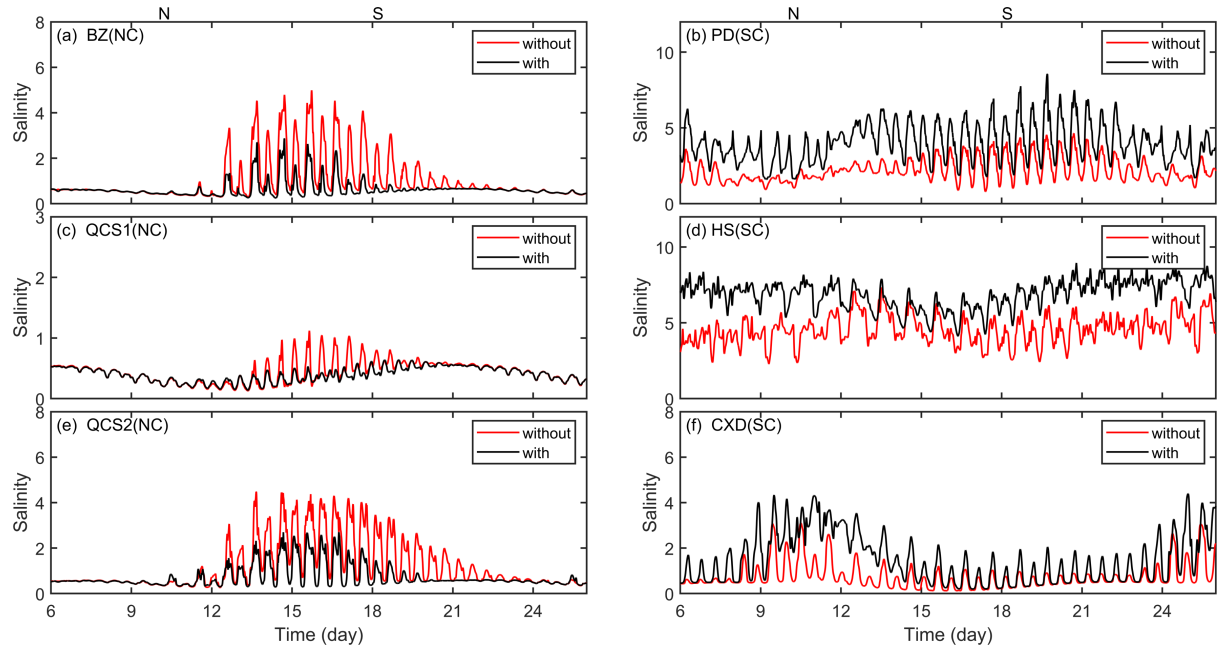 N S
N S
(a) BZ(NC)
without
with
8
6
4
2
0
Salinity
(b) PD(SC)
without
with
10
5
0
Salinity
(c) QCS1(NC)
without
with
3
2
1
0
Salinity
(d) HS(SC)
without
with
10
5
0
Salinity
(e) QCS2(NC)
without
with
8
6
4
2
0
Salinity
6 9 12 15 18 21 24
Time (day)
(f) CXD(SC)
without
with
8
6
4
2
0
Salinity
6 9 12 15 18 21 24
Time (day)